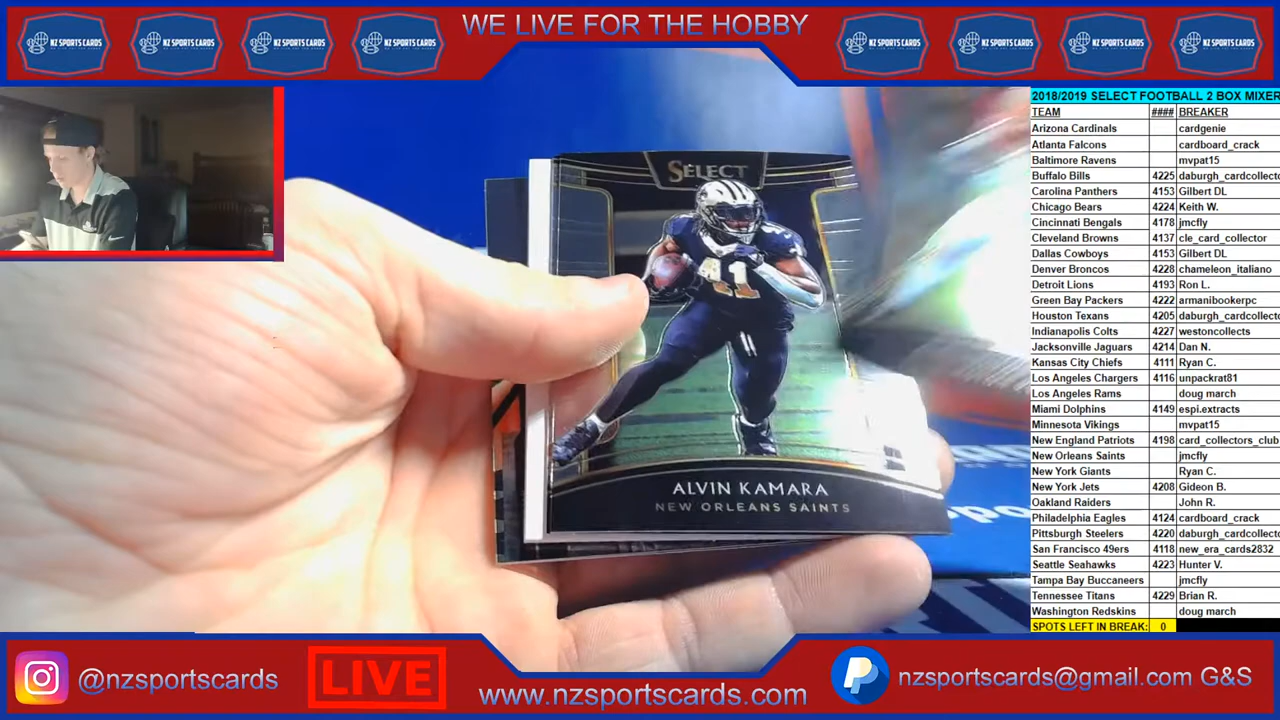 WE LIVE FOR THE HOBBY
NZ SPORTS CARDS
NZ SPORTS CARDS
NZ SPORTS CARDS
NZ SPORTS CARDS
NZ SPORTS CARDS
NZ SPORTS CARDS
NZ SPORTS CARDS
NZ SPORTS CARDS
SELECT
41
ALVIN KAMARA
NEW ORLEANS SAINTS
2018/2019 SELECT FOOTBALL 2 BOX MIXER
TEAM #### BREAKER
Arizona Cardinals cardgenie
Atlanta Falcons cardboard_crack
Baltimore Ravens mvpat15
Buffalo Bills 4225 daburgh_cardcollecto
Carolina Panthers 4153 Gilbert DL
Chicago Bears 4224 Keith W.
Cincinnati Bengals 4178 jmcfly
Cleveland Browns 4137 cle_card_collector
Dallas Cowboys 4153 Gilbert DL
Denver Broncos 4228 chameleon_italiano
Detroit Lions 4193 Ron L.
Green Bay Packers 4222 armanibookerpc
Houston Texans 4205 daburgh_cardcollecto
Indianapolis Colts 4227 westoncollects
Jacksonville Jaguars 4214 Dan N.
Kansas City Chiefs 4111 Ryan C.
Los Angeles Chargers 4116 unpackrat81
Los Angeles Rams doug march
Miami Dolphins 4149 espi.extracts
Minnesota Vikings mvpat15
New England Patriots 4198 card_collectors_club
New Orleans Saints jmcfly
New York Giants Ryan C.
New York Jets 4208 Gideon B.
Oakland Raiders John R.
Philadelphia Eagles 4124 cardboard_crack
Pittsburgh Steelers 4220 daburgh_cardcollecto
San Francisco 49ers 4118 new_era_cards2832
Seattle Seahawks 4223 Hunter V.
Tampa Bay Buccaneers jmcfly
Tennessee Titans 4229 Brian R.
Washington Redskins doug march
SPOTS LEFT IN BREAK: 0
@nzsportscards
LIVE
www.nzsportscards.com
nzsportscards@gmail.com G&S